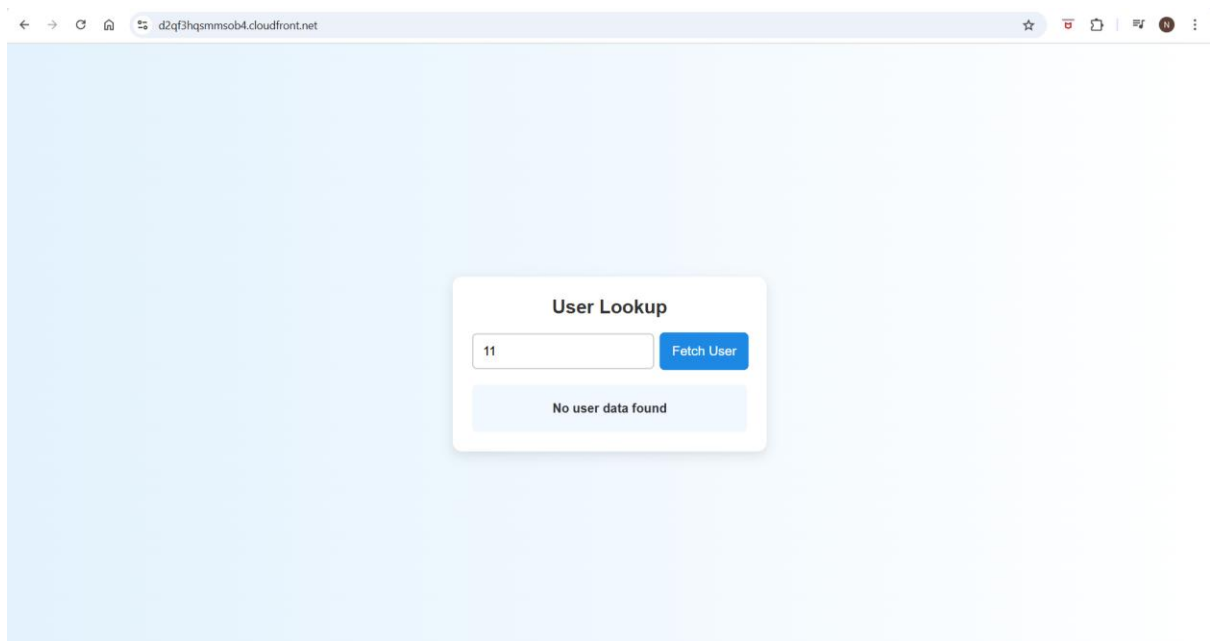 d2qf3hqsmmsob4.cloudfront.net
N
User Lookup
11
Fetch User
No user data found